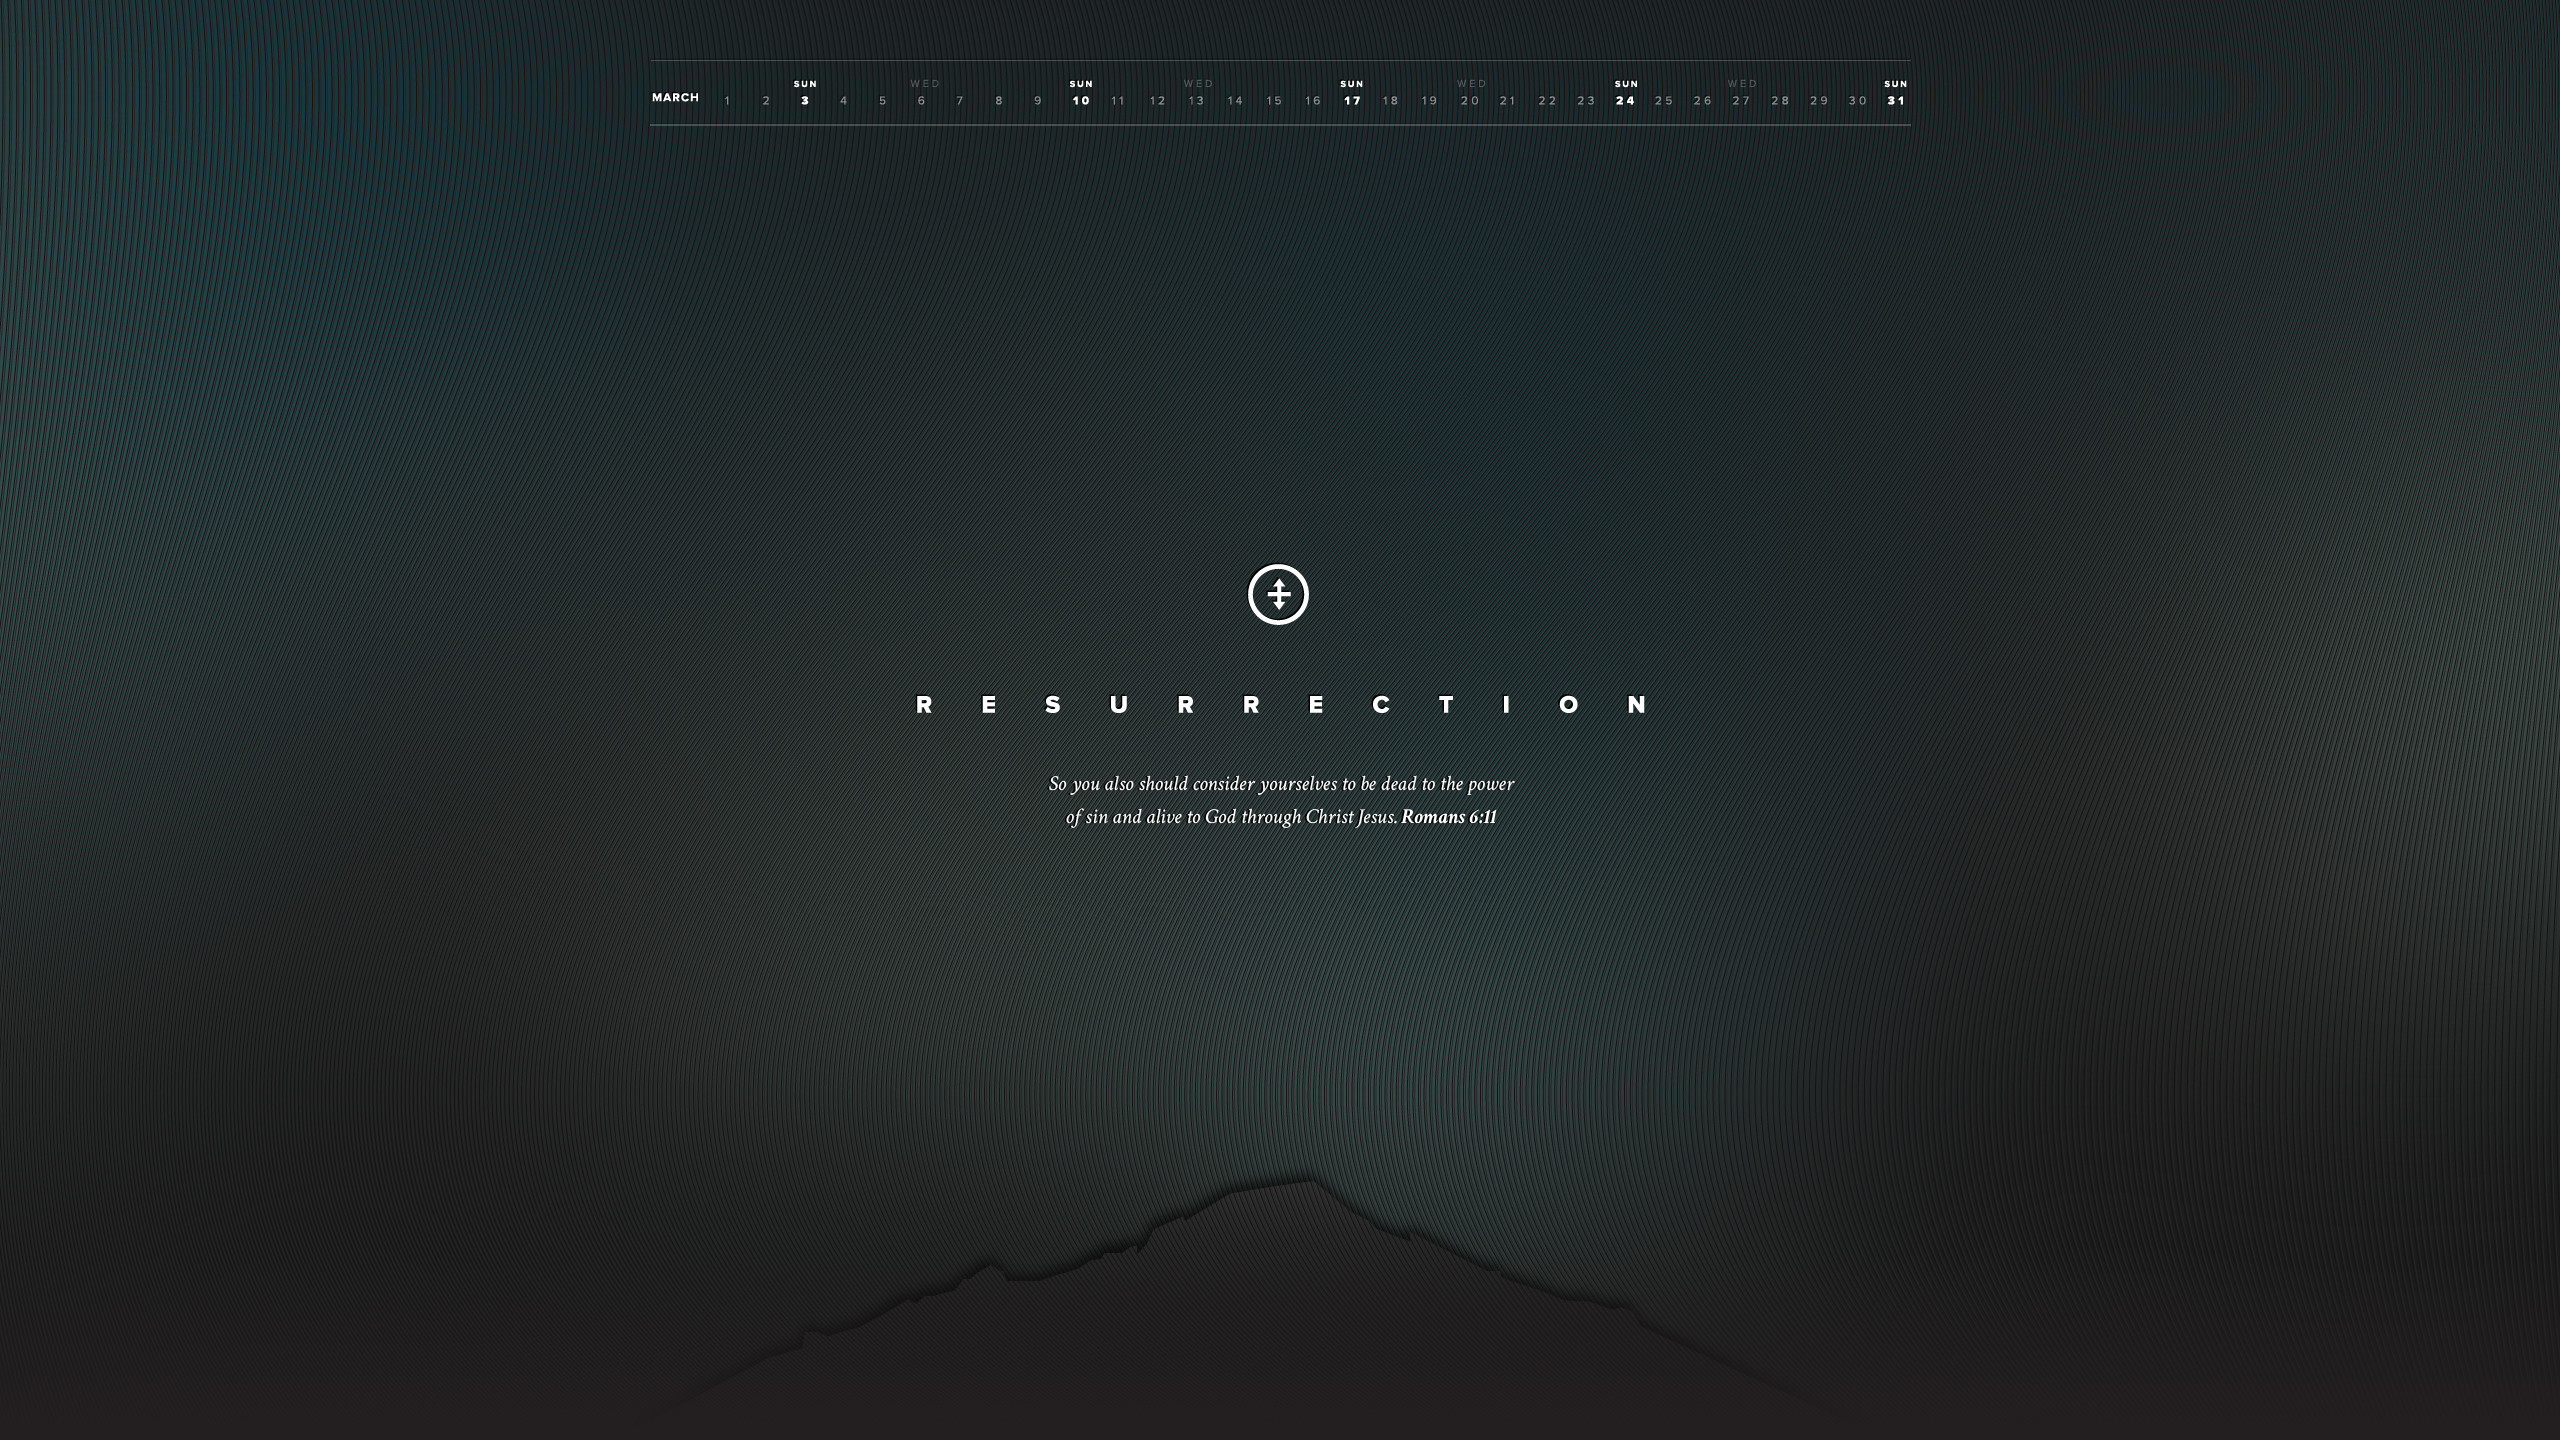 SUN WED SUN WED SUN WED SUN WED SUN
MARCH 1 2 3 4 5 6 7 8 9 10 11 12 13 14 15 16 17 18 19 20 21 22 23 24 25 26 27 28 29 30 31
RESURRECTION
So you also should consider yourselves to be dead to the power
of sin and alive to God through Christ Jesus. Romans 6:11